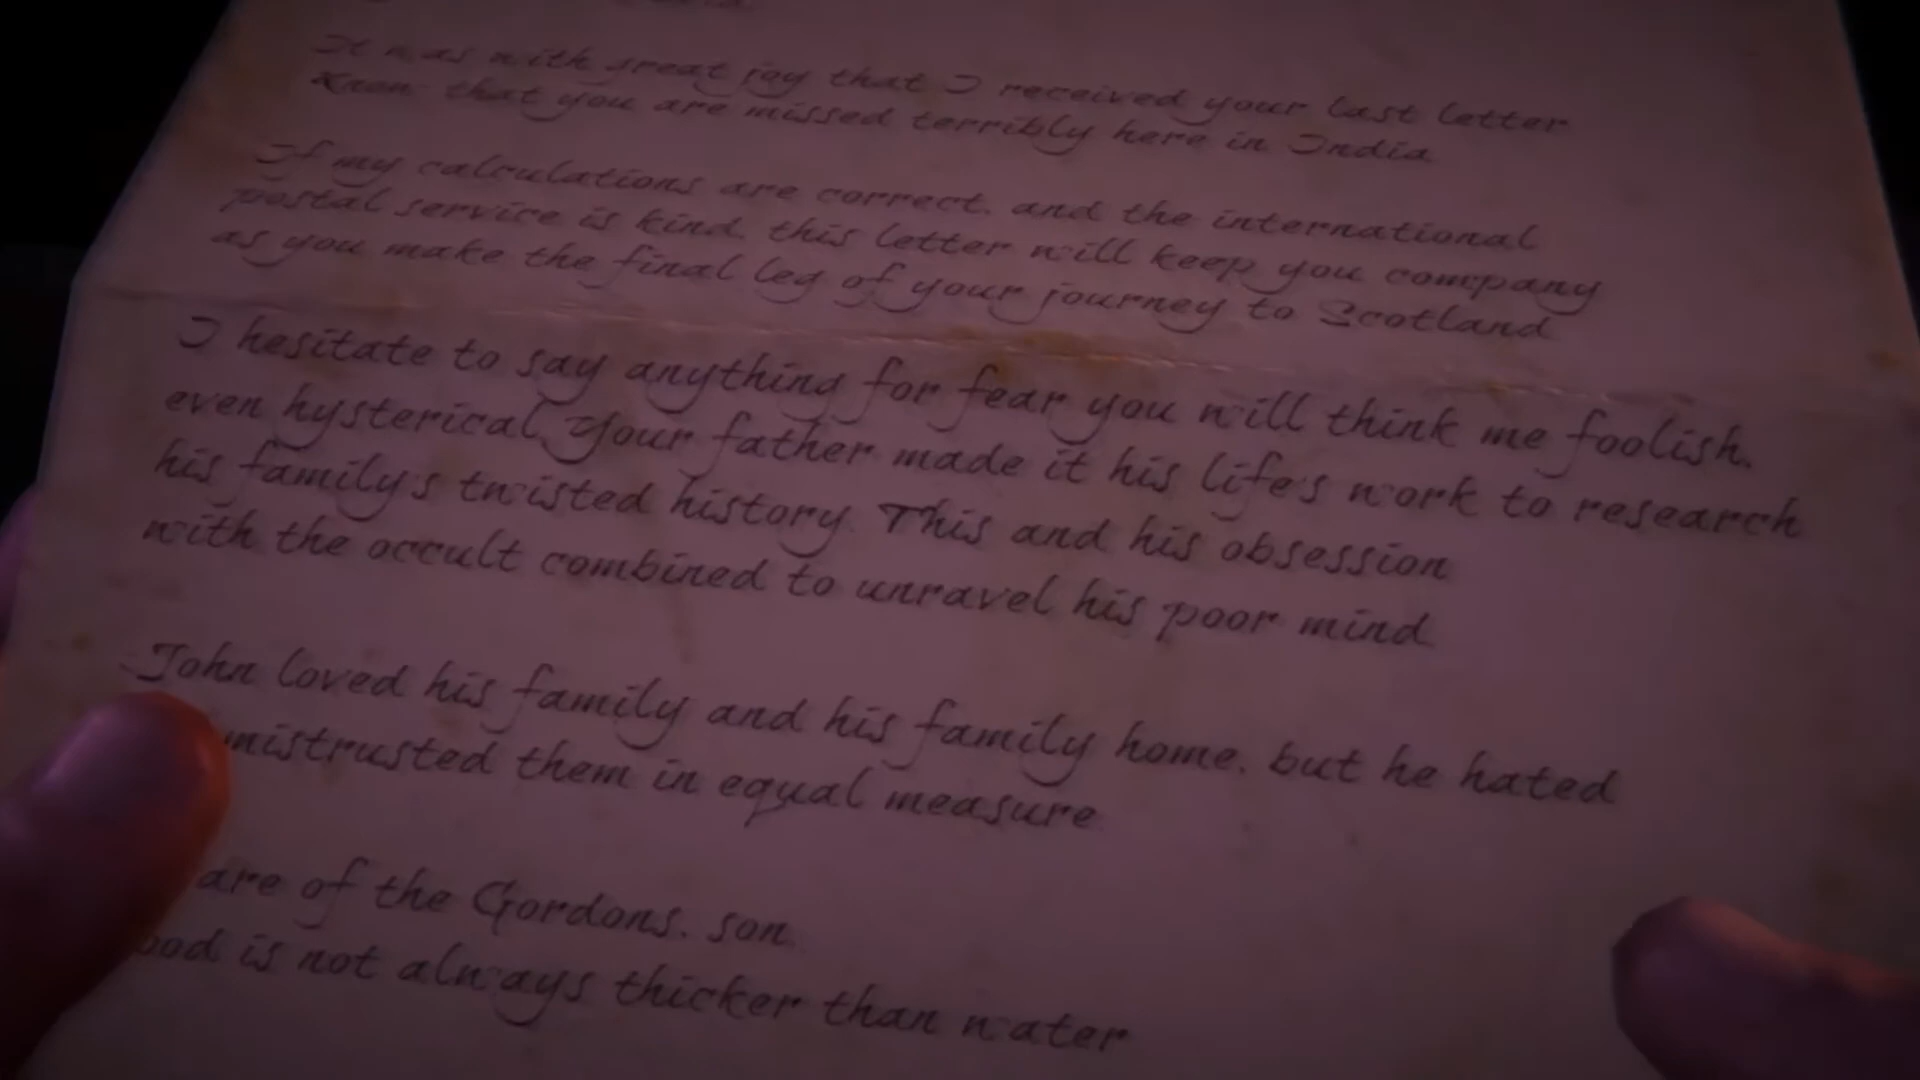 It was with great joy that I received your last letter
Know that you are missed terribly here in India
If my calculations are correct. and the international
postal service is kind. this letter will keep you company
as you make the final leg of your journey to Scotland
I hesitate to say anything for fear you will think me foolish.
even hysterical. Your father made it his life's work to research
his family's twisted history. This and his obsession
with the occult combined to unravel his poor mind
John loved his family and his family home. but he hated
mistrusted them in equal measure
are of the Gordons. son.
ood is not always thicker than water